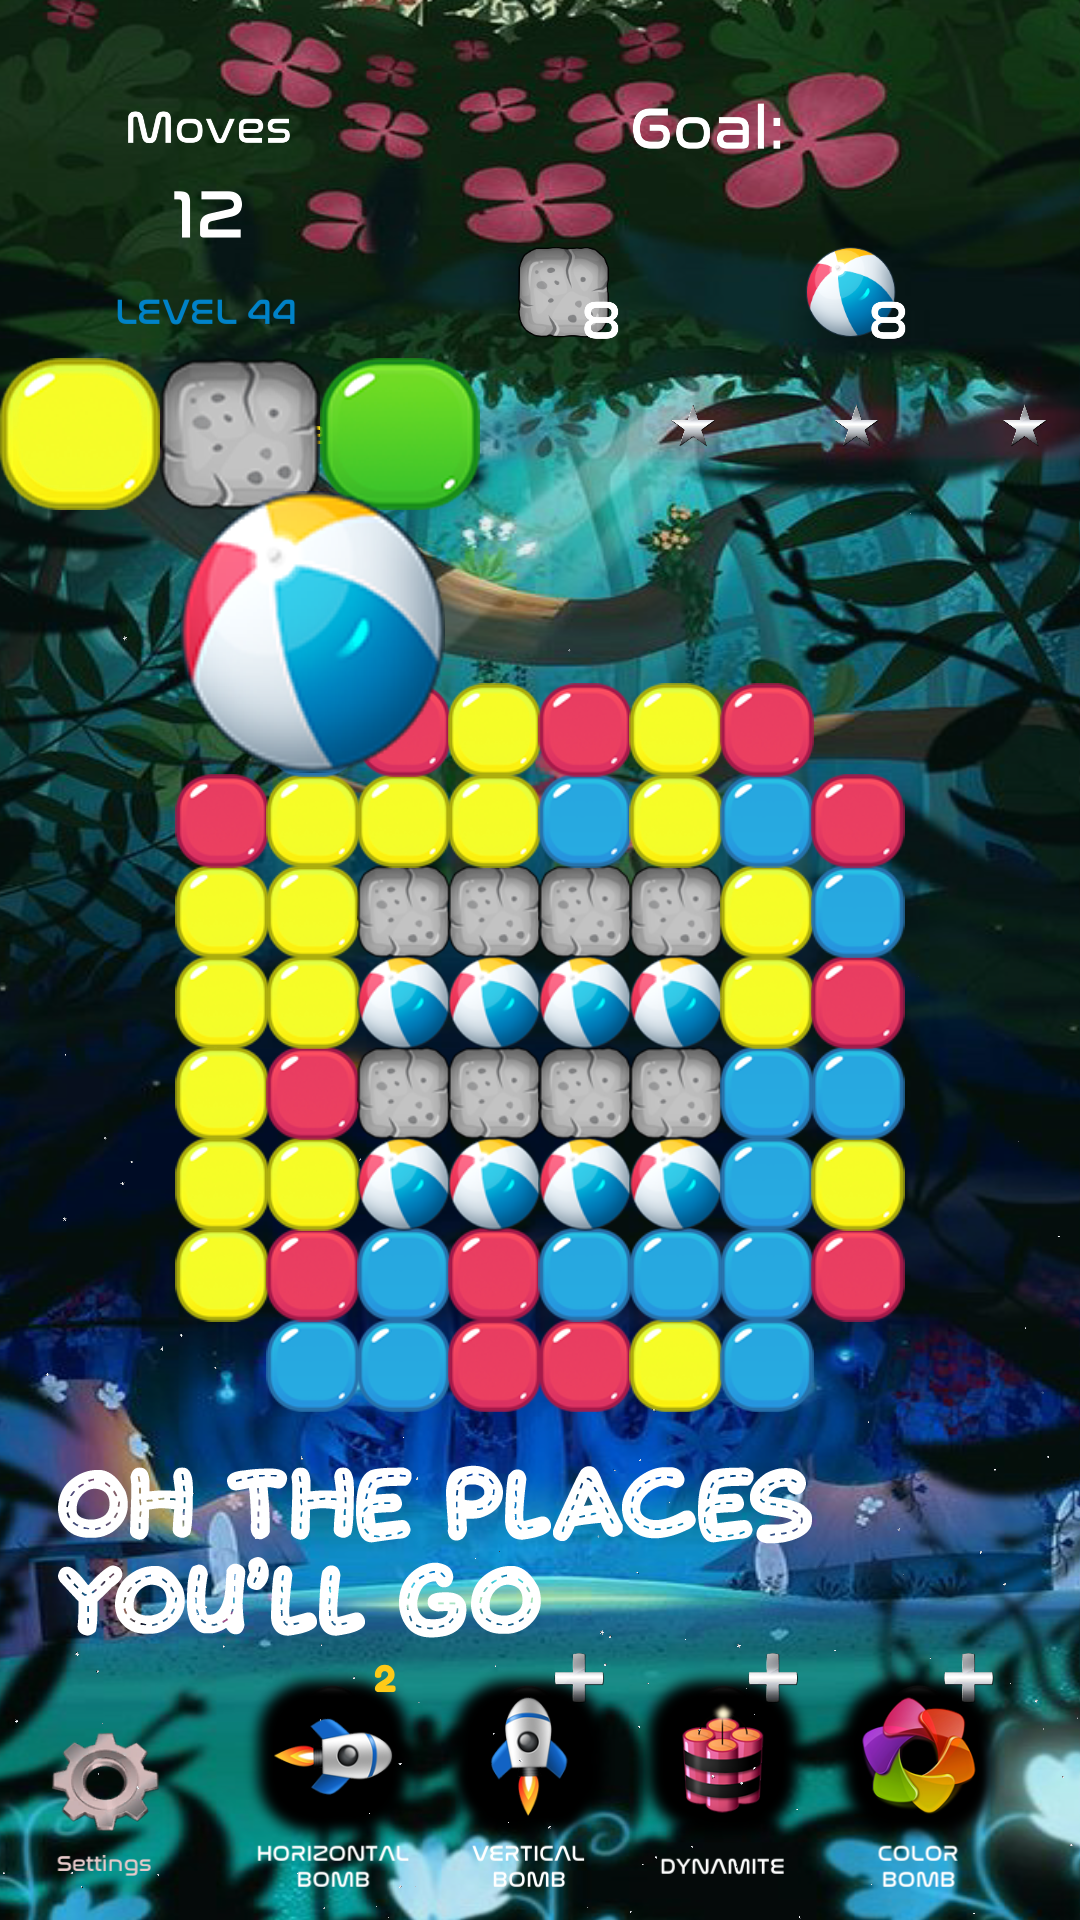 Moves
Goal:
12
8
8
LEVEL 44
OH THE PLACES
YOU'LL GO
2
Settings
HORIZONTAL
BOMB
VERTICAL
BOMB
DYNAMITE
COLOR
BOMB